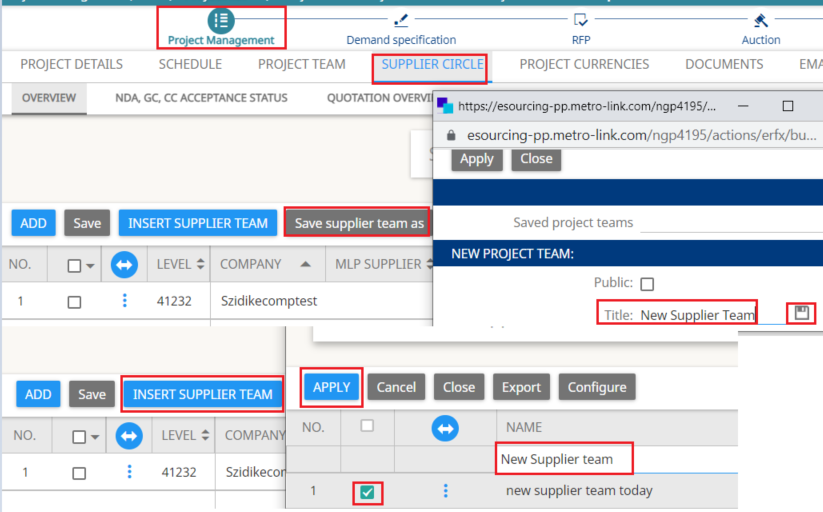 Project Management
Demand specification
RFP
Auction
PROJECT DETAILS SCHEDULE PROJECT TEAM SUPPLIER CIRCLE PROJECT CURRENCIES DOCUMENTS EMA
OVERVIEW NDA, GC, CC ACCEPTANCE STATUS QUOTATION OVERVI
https://esourcing-pp.metro-link.com/ngp4195/...
esourcing-pp.metro-link.com/ngp4195/actions/erfx/bu...
Apply Close
Saved project teams
NEW PROJECT TEAM:
Public:
Title: New Supplier Team
ADD Save INSERT SUPPLIER TEAM Save supplier team as
NO. LEVEL COMPANY MLP SUPPLIER
1 41232 Szidikecomptest
ADD Save INSERT SUPPLIER TEAM
NO. LEVEL COMPANY
1 41232 Szidikecor
APPLY Cancel Close Export Configure
NO. NAME
New Supplier team
1 new supplier team today